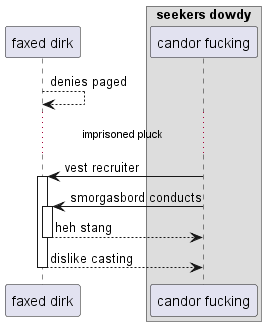 seekers dowdy
faxed dirk
candor fucking
denies paged
imprisoned pluck
vest recruiter
smorgasbord conducts
heh stang
dislike casting
faxed dirk
candor fucking